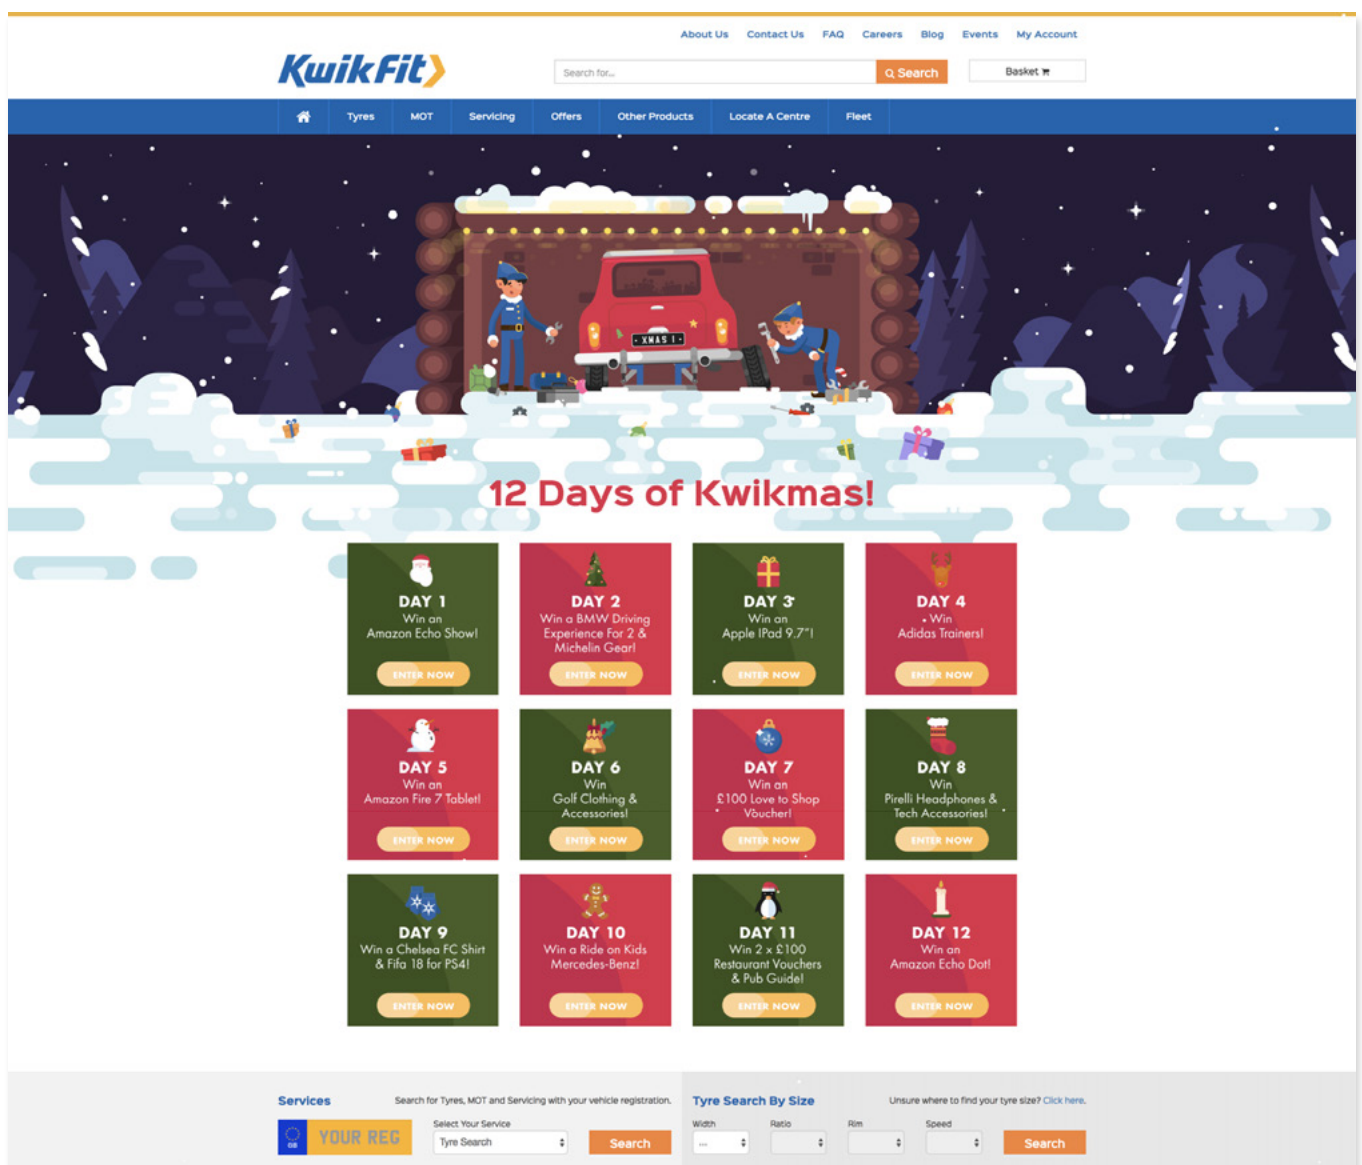 About Us Contact Us FAQ Careers Blog Events My Account
KwikFit
Search for...
Search
Basket
Tyres MOT Servicing Offers Other Products Locate A Centre Fleet
· XMAS 1 ·
12 Days of Kwikmas!
DAY 1
Win an
Amazon Echo Show!
ENTER NOW
DAY 2
Win a BMW Driving
Experience For 2 &
Michelin Gear!
ENTER NOW
DAY 3
Win an
Apple IPad 9.7"!
ENTER NOW
DAY 4
Win
Adidas Trainers!
ENTER NOW
DAY 5
Win an
Amazon Fire 7 Tablet!
ENTER NOW
DAY 6
Win
Golf Clothing &
Accessories!
ENTER NOW
DAY 7
Win an
£100 Love to Shop
Voucher!
ENTER NOW
DAY 8
Win
Pirelli Headphones &
Tech Accessories!
ENTER NOW
DAY 9
Win a Chelsea FC Shirt
& Fifa 18 for PS4!
ENTER NOW
DAY 10
Win a Ride on Kids
Mercedes-Benz!
ENTER NOW
DAY 11
Win 2 x £100
Restaurant Vouchers
& Pub Guide!
ENTER NOW
DAY 12
Win an
Amazon Echo Dot!
ENTER NOW
Services
Search for Tyres, MOT and Servicing with your vehicle registration.
GB
YOUR REG
Select Your Service
Tyre Search
Search
Tyre Search By Size
Unsure where to find your tyre size? Click here.
Width Ratio Rim Speed
...
Search